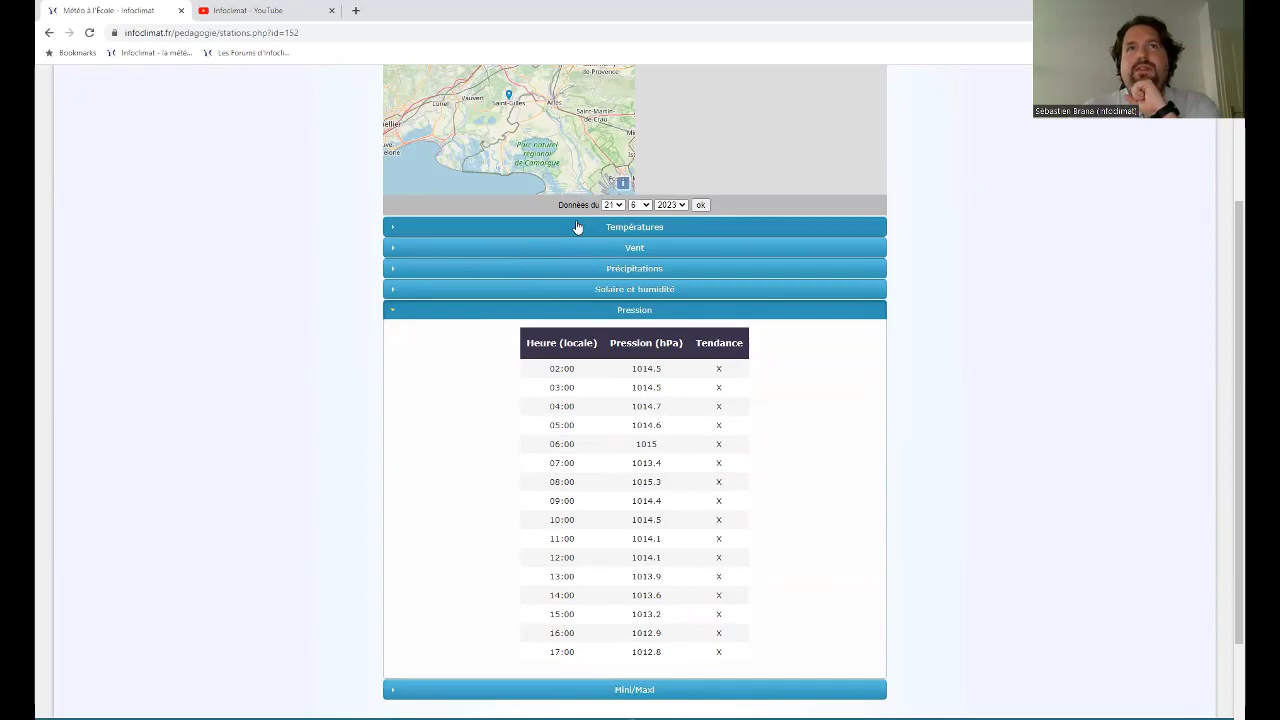 Météo à l'École - Infoclimat
Infoclimat - YouTube
infoclimat.fr/pedagogie/stations.php?id=152
Bookmarks
Infoclimat - la mété...
Les Forums d'Infocli...
Sébastien Brana (Infoclimat)
de-Provence
Lunel
Vauvert
Saint-Gilles
Arles
Saint-Martin-
de-Crau
Parc naturel
régional
de Camargue
Données du 21 6 2023 ok
Températures
Vent
Précipitations
Solaire et humidité
Pression
Heure (locale) Pression (hPa) Tendance
02:00 1014.5 X
03:00 1014.5 X
04:00 1014.7 X
05:00 1014.6 X
06:00 1015 X
07:00 1013.4 X
08:00 1015.3 X
09:00 1014.4 X
10:00 1014.5 X
11:00 1014.1 X
12:00 1014.1 X
13:00 1013.9 X
14:00 1013.6 X
15:00 1013.2 X
16:00 1012.9 X
17:00 1012.8 X
Mini/Maxi